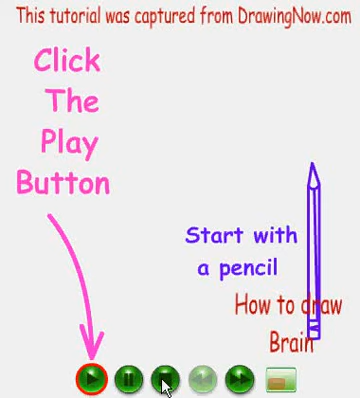 This tutorial was captured from DrawingNow.com
Click
The
Play
Button
Start with
a pencil
How to draw
Brain